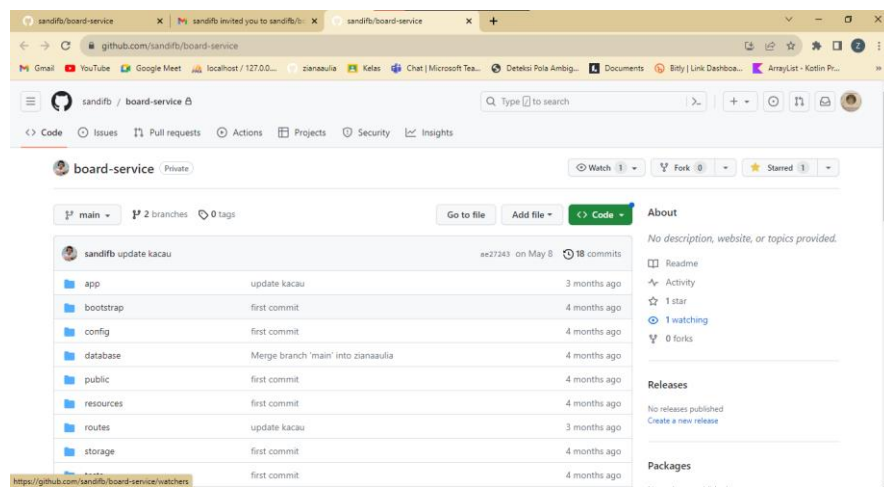 sandifb/board-service
sandifb invited you to sandifb/b
sandifb/board-service
github.com/sandifb/board-service
Gmail YouTube Google Meet localhost / 127.0.0... zianaaulia Kelas Chat | Microsoft Tea... Deteksi Pola Ambig... Documents Bitly | Link Dashboa... ArrayList - Kotlin Pr...
sandifb / board-service
Type / to search
Code Issues Pull requests Actions Projects Security Insights
board-service Private
Watch 1 Fork 0 Starred 1
main 2 branches 0 tags
Go to file Add file Code
sandifb update kacau ae27243 on May 8 18 commits
app update kacau 3 months ago
bootstrap first commit 4 months ago
config first commit 4 months ago
database Merge branch 'main' into zianaaulia 4 months ago
public first commit 4 months ago
resources first commit 4 months ago
routes update kacau 3 months ago
storage first commit 4 months ago
first commit 4 months ago
About
No description, website, or topics provided.
Readme
Activity
1 star
1 watching
0 forks
Releases
No releases published
Create a new release
Packages
https://github.com/sandifb/board-service/watchers